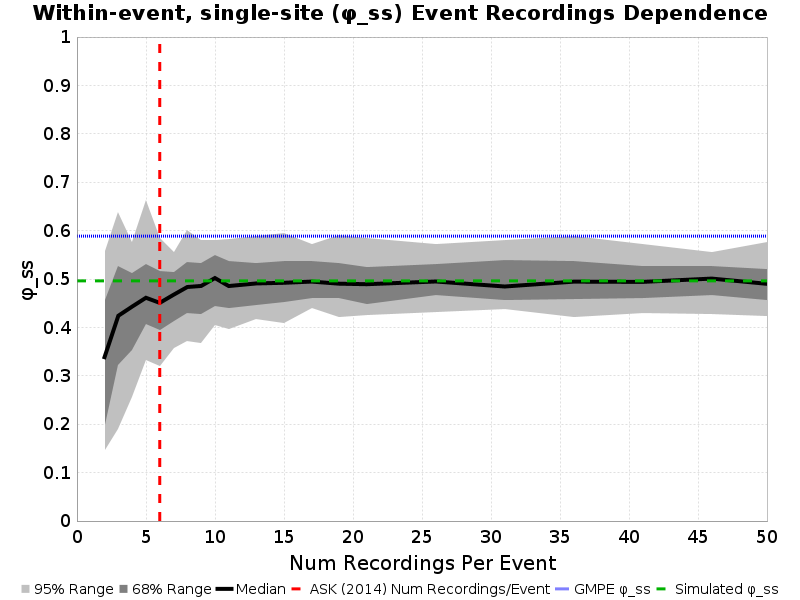 Within-event, single-site (φ_ss) Event Recordings Dependence
1
0.9
0.8
0.7
0.6
0.5
0.4
0.3
0.2
0.1
0
φ_ss
0 5 10 15 20 25 30 35 40 45 50
Num Recordings Per Event
95% Range 68% Range Median ASK (2014) Num Recordings/Event GMPE φ_ss Simulated φ_ss